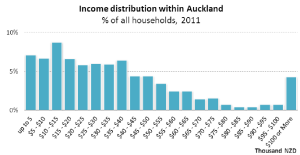 Income distribution within Auckland
% of all households, 2011
10%
5%
0%
up to 5
$5 - $10
$10 - $15
$15 - $20
$20 - $25
$25 - $30
$30 - $35
$35 - $40
$40 - $45
$45 - $50
$50 - $55
$55 - $60
$60 - $65
$65 - $70
$70 - $75
$75 - $80
$80 - $85
$85 - $90
$90 - $95
$95 - $100
$100 or More
Thousand NZD